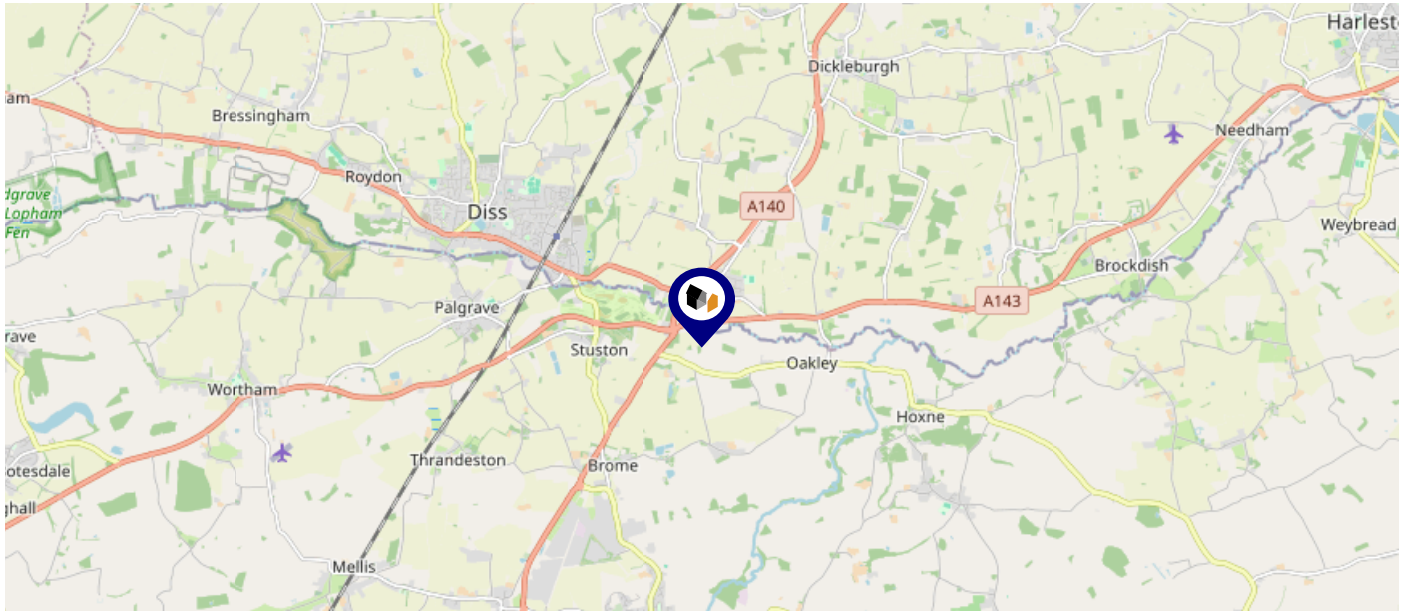 Harlest
Dickleburgh
am
Bressingham
Needham
Roydon
dgrave
Lopham
Fen
A140
Diss
Weybread
Brockdish
A143
Palgrave
rave
Stuston
Oakley
Wortham
Hoxne
Thrandeston
Brome
otesdale
ghall
Mellis